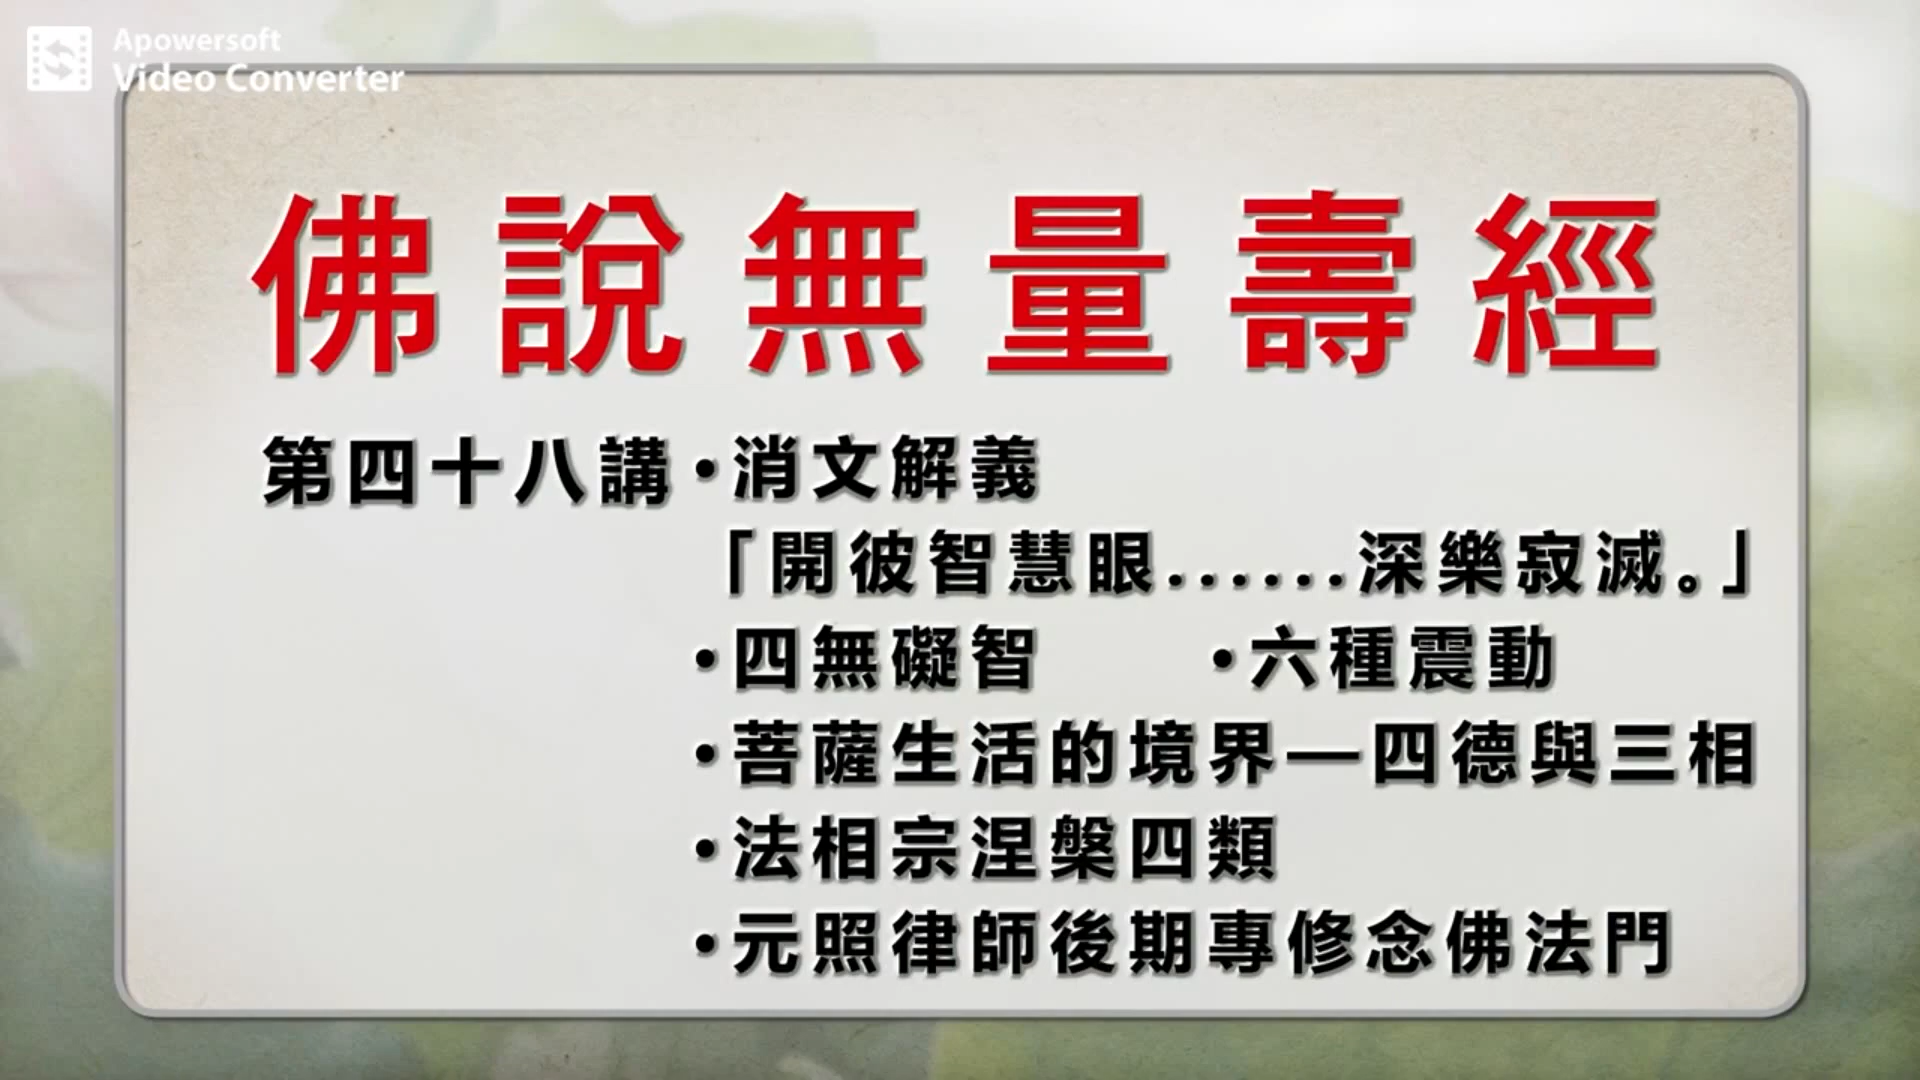 Apowersoft
Video Converter
佛說無量壽經
第四十八講 •消文解義
「開彼智慧眼......深樂寂滅。」
•四無礙智 •六種震動
•菩薩生活的境界—四德與三相
•法相宗涅槃四類
•元照律師後期專修念佛法門